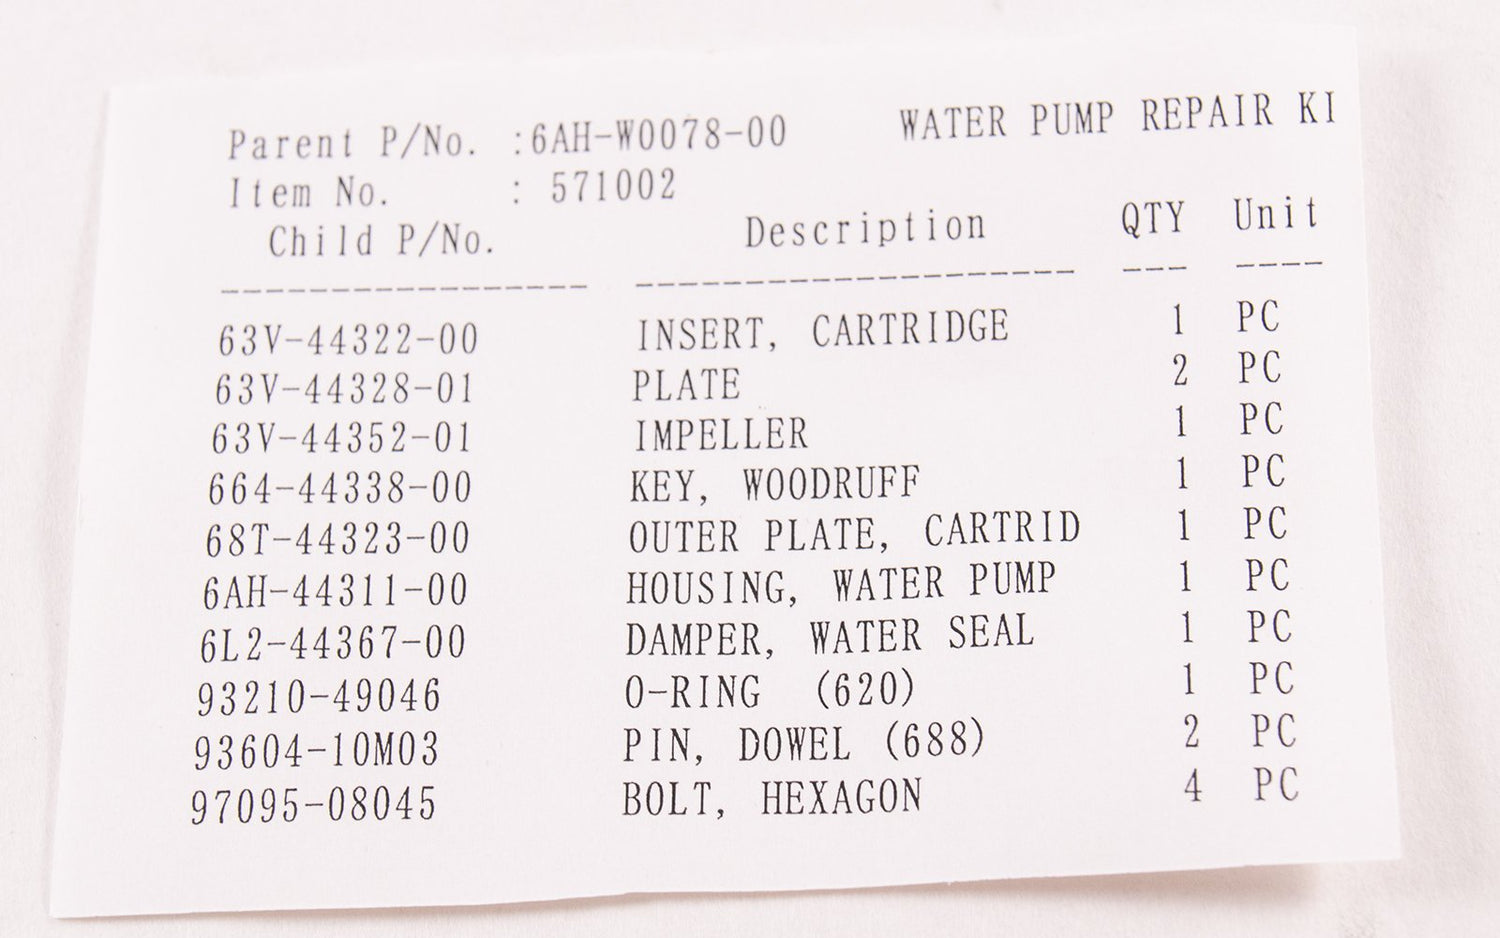 Parent P/No. :6AH-W0078-00 WATER PUMP REPAIR KI
Item No. : 571002
Child P/No. Description QTY Unit
----------------- -------------------- --- ----
63V-44322-00 INSERT, CARTRIDGE 1 PC
63V-44328-01 PLATE 2 PC
63V-44352-01 IMPELLER 1 PC
664-44338-00 KEY, WOODRUFF 1 PC
68T-44323-00 OUTER PLATE, CARTRID 1 PC
6AH-44311-00 HOUSING, WATER PUMP 1 PC
6L2-44367-00 DAMPER, WATER SEAL 1 PC
93210-49046 O-RING (620) 1 PC
93604-10M03 PIN, DOWEL (688) 2 PC
97095-08045 BOLT, HEXAGON 4 PC